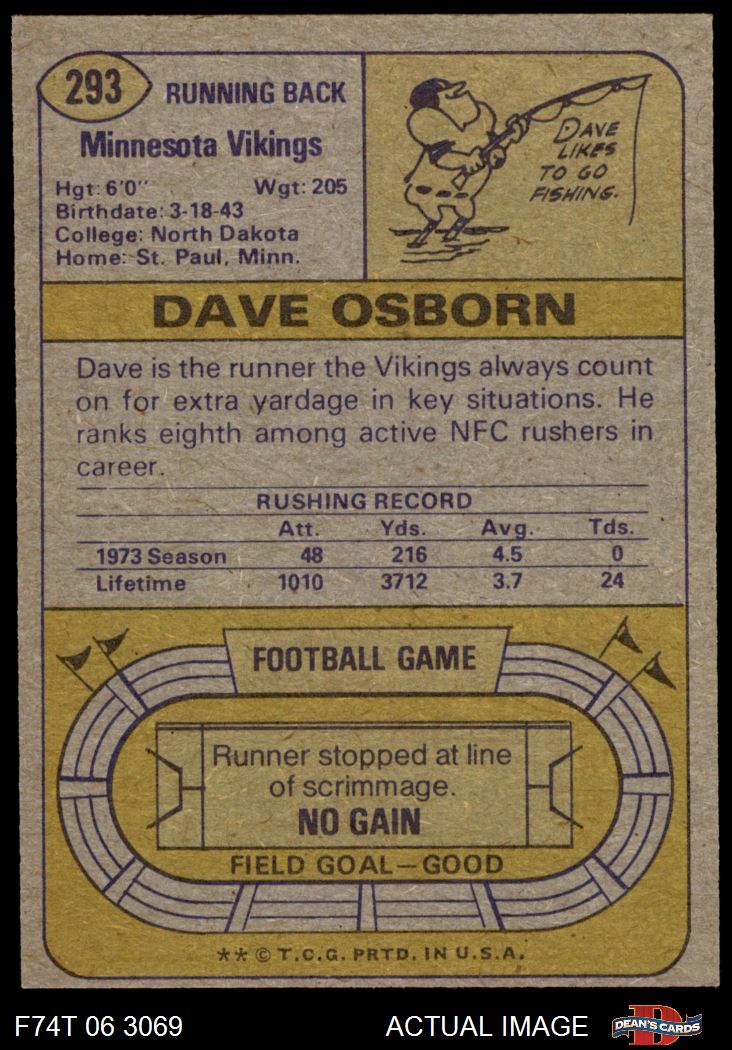 293
RUNNING BACK
Minnesota Vikings
Hgt: 6'0" Wgt: 205
Birthdate: 3-18-43
College: North Dakota
Home: St. Paul, Minn.
DAVE
LIKES
TO GO
FISHING.
DAVE OSBORN
Dave is the runner the Vikings always count
on for extra yardage in key situations. He
ranks eighth among active NFC rushers in
career.
RUSHING RECORD
Att. Yds. Avg. Tds.
1973 Season 48 216 4.5 0
Lifetime 1010 3712 3.7 24
FOOTBALL GAME
Runner stopped at line
of scrimmage.
NO GAIN
FIELD GOAL—GOOD
** © T.C.G. PRTD. IN U.S.A.
F74T 06 3069 ACTUAL IMAGE
D
DEAN'S CARDS